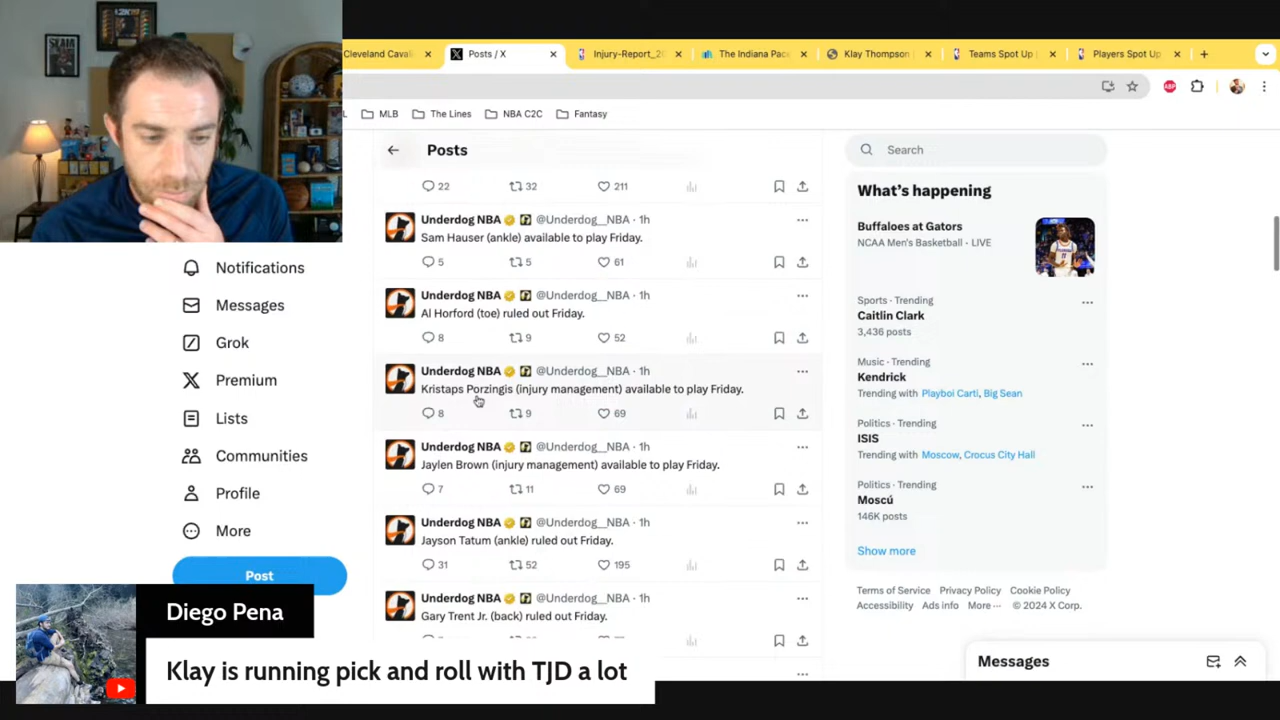 2K
SLAM
Cleveland Cava
Posts / X
Injury-Report_20
The Indiana Pac
Klay Thompson
Teams Spot Up
Players Spot Up
MLB
The Lines
NBA C2C
Fantasy
Posts
Search
22 32 211
Underdog NBA @Underdog__NBA · 1h
Sam Hauser (ankle) available to play Friday.
5 5 61
Underdog NBA @Underdog__NBA · 1h
Al Horford (toe) ruled out Friday.
8 9 52
Underdog NBA @Underdog__NBA · 1h
Kristaps Porzingis (injury management) available to play Friday.
8 9 69
Underdog NBA @Underdog__NBA · 1h
Jaylen Brown (injury management) available to play Friday.
7 11 69
Underdog NBA @Underdog__NBA · 1h
Jayson Tatum (ankle) ruled out Friday.
31 52 195
Underdog NBA @Underdog__NBA · 1h
Gary Trent Jr. (back) ruled out Friday.
What's happening
Buffaloes at Gators
NCAA Men's Basketball · LIVE
Sports · Trending
Caitlin Clark
3,436 posts
Music · Trending
Kendrick
Trending with Playboi Carti, Big Sean
Politics · Trending
ISIS
Trending with Moscow, Crocus City Hall
Politics · Trending
Moscú
146K posts
Show more
Terms of Service Privacy Policy Cookie Policy
Accessibility Ads info More ··· © 2024 X Corp.
Messages
Notifications
Messages
Grok
Premium
Lists
Communities
Profile
More
Post
Diego Pena
Klay is running pick and roll with TJD a lot